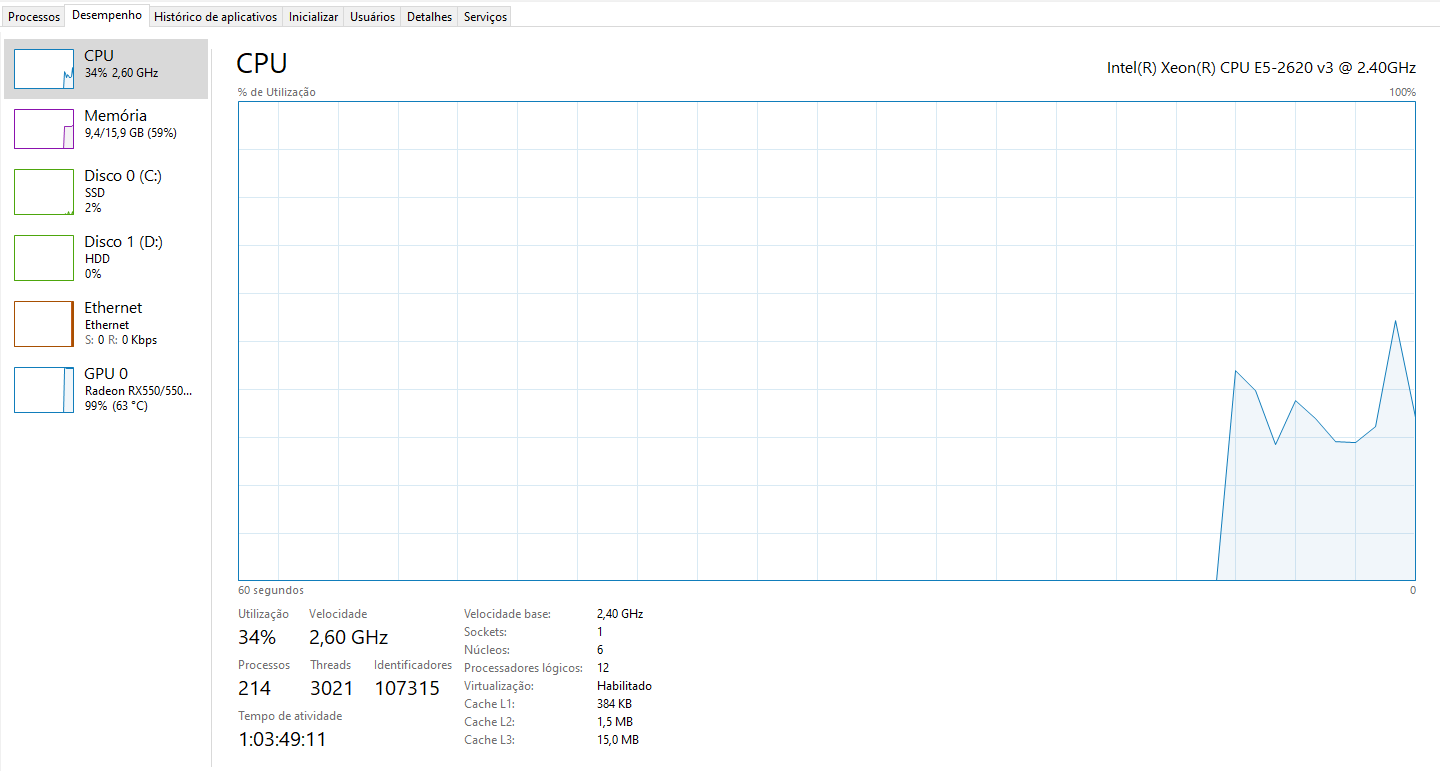 Processos Desempenho Histórico de aplicativos Inicializar Usuários Detalhes Serviços
CPU
34% 2,60 GHz
Memória
9,4/15,9 GB (59%)
Disco 0 (C:)
SSD
2%
Disco 1 (D:)
HDD
0%
Ethernet
Ethernet
S: 0 R: 0 Kbps
GPU 0
Radeon RX550/550...
99% (63 °C)
CPU
Intel(R) Xeon(R) CPU E5-2620 v3 @ 2.40GHz
% de Utilização 100%
60 segundos 0
Utilização Velocidade
34% 2,60 GHz
Processos Threads Identificadores
214 3021 107315
Tempo de atividade
1:03:49:11
Velocidade base: 2,40 GHz
Sockets: 1
Núcleos: 6
Processadores lógicos: 12
Virtualização: Habilitado
Cache L1: 384 KB
Cache L2: 1,5 MB
Cache L3: 15,0 MB